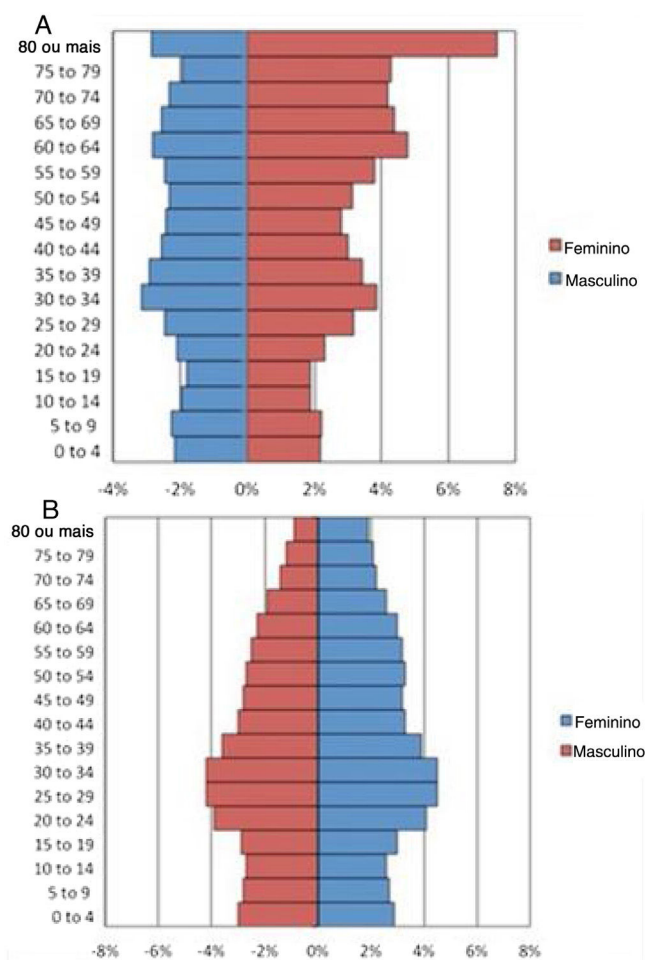 A
80 ou mais
75 to 79
70 to 74
65 to 69
60 to 64
55 to 59
50 to 54
45 to 49
40 to 44
35 to 39
30 to 34
25 to 29
20 to 24
15 to 19
10 to 14
5 to 9
0 to 4
-4% -2% 0% 2% 4% 6% 8%
Feminino
Masculino
B
80 ou mais
75 to 79
70 to 74
65 to 69
60 to 64
55 to 59
50 to 54
45 to 49
40 to 44
35 to 39
30 to 34
25 to 29
20 to 24
15 to 19
10 to 14
5 to 9
0 to 4
-8% -6% -4% -2% 0% 2% 4% 6% 8%
Feminino
Masculino